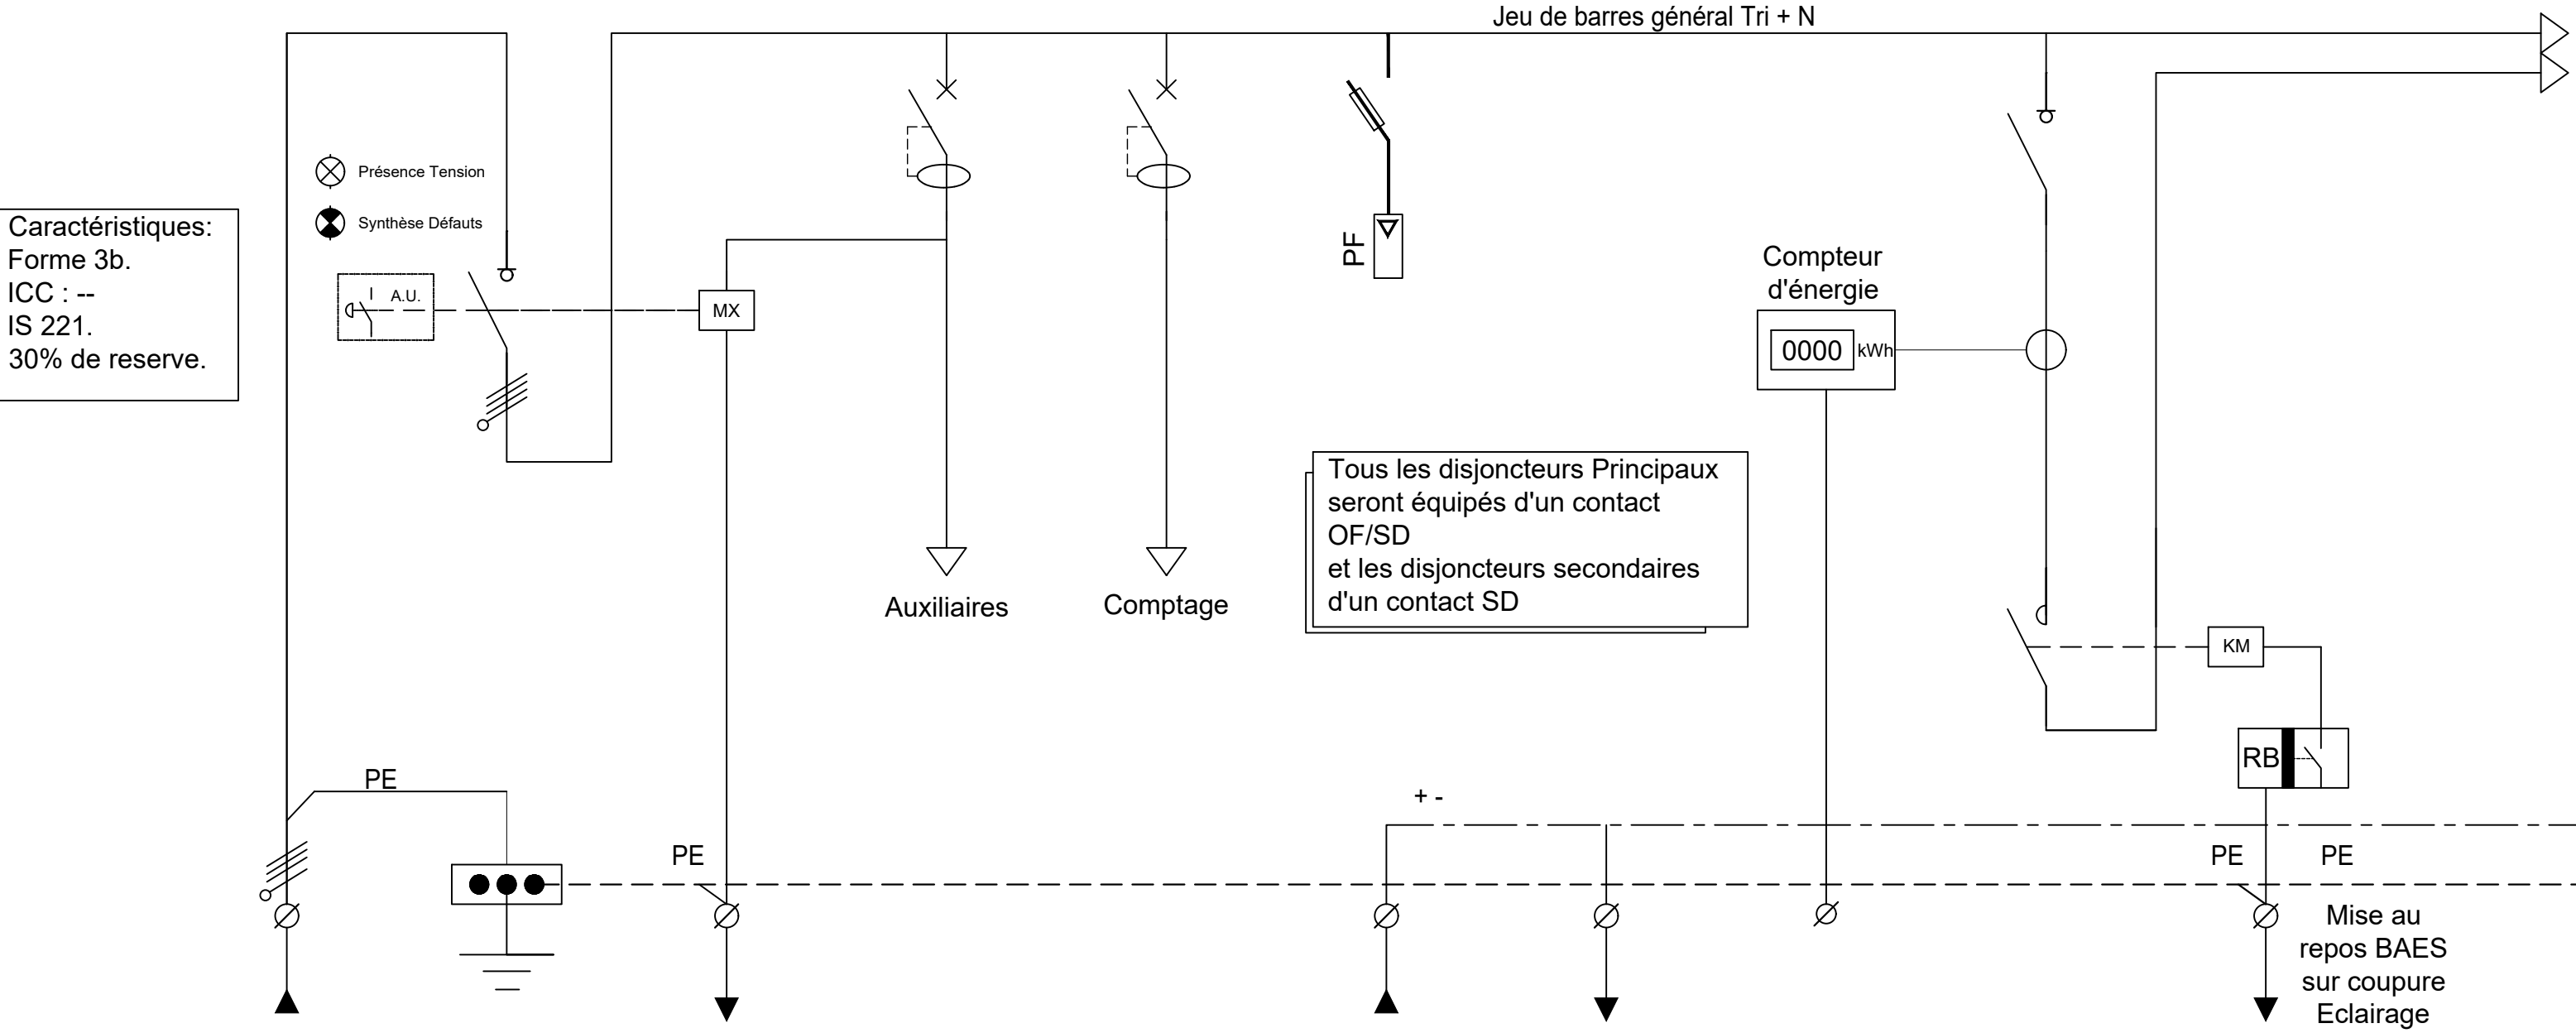 Jeu de barres général Tri + N
Présence Tension
Synthèse Défauts
Caractéristiques:
Forme 3b.
ICC : --
IS 221.
30% de reserve.
A.U.
MX
PF
Compteur
d'énergie
0000 kWh
Tous les disjoncteurs Principaux
seront équipés d'un contact
OF/SD
et les disjoncteurs secondaires
d'un contact SD
Auxiliaires
Comptage
KM
RB
PE
+ -
PE
PE
PE
Mise au
repos BAES
sur coupure
Eclairage